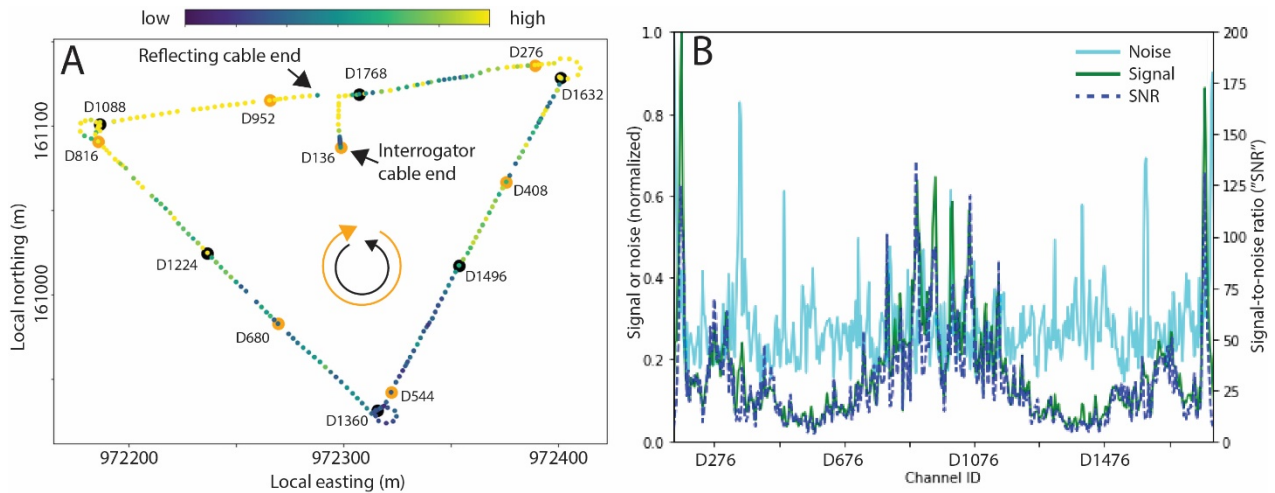 low
high
A
Reflecting cable end
D276
D1768
D1632
D1088
D952
D816
D136
Interrogator
cable end
D408
D1224
D1496
D680
D544
D1360
161100
161000
Local northing (m)
972200
972300
972400
Local easting (m)
B
Noise
Signal
SNR
1.0
0.8
0.6
0.4
0.2
0.0
Signal or noise (normalized)
200
175
150
125
100
75
50
25
0
Signal-to-noise ratio ("SNR")
D276
D676
D1076
D1476
Channel ID